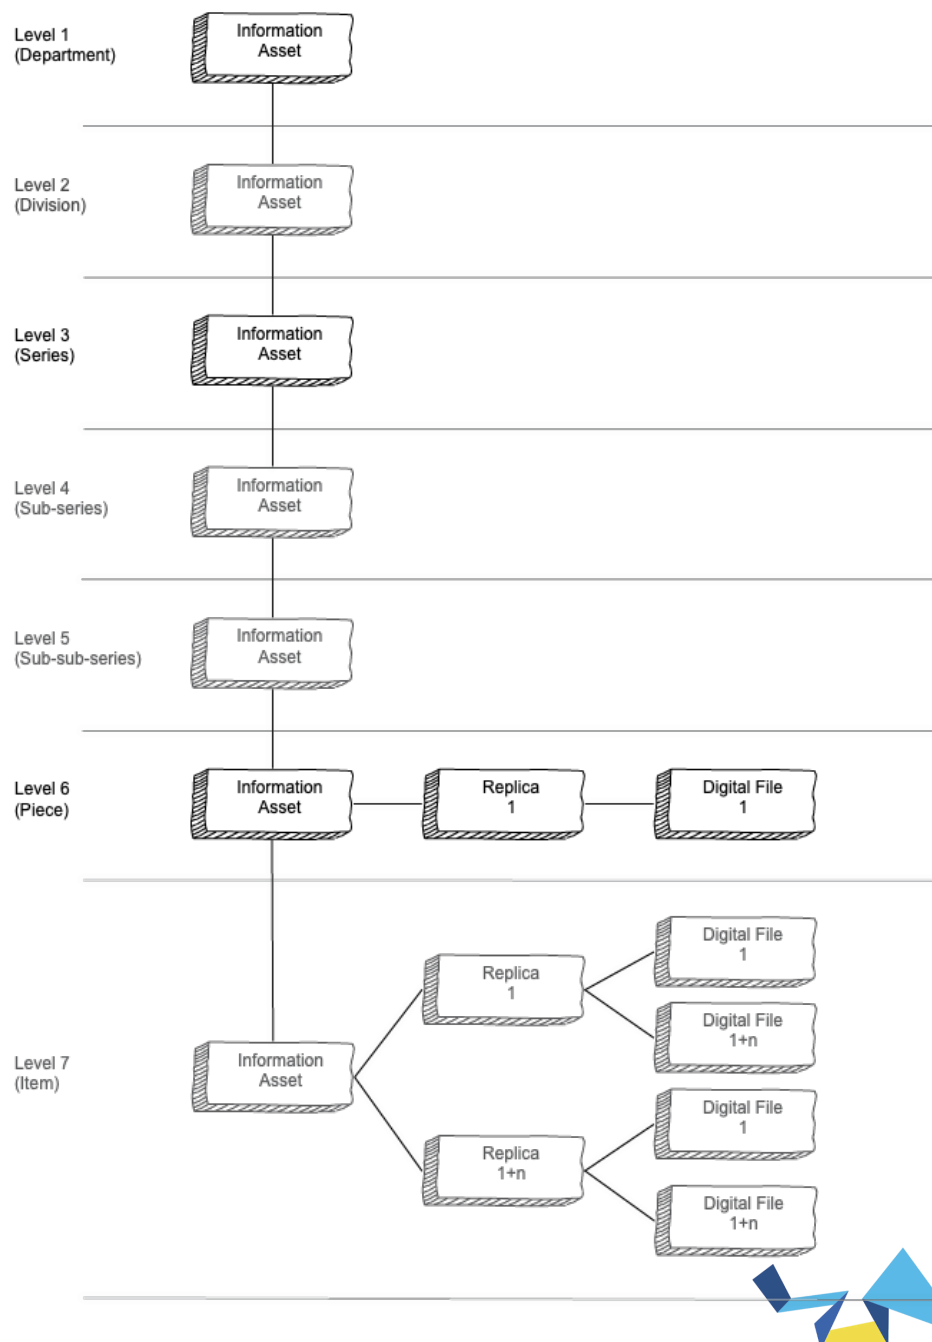 Level 1
(Department)
Information
Asset
Level 2
(Division)
Information
Asset
Level 3
(Series)
Information
Asset
Level 4
(Sub-series)
Information
Asset
Level 5
(Sub-sub-series)
Information
Asset
Level 6
(Piece)
Information
Asset
Replica
1
Digital File
1
Level 7
(Item)
Information
Asset
Replica
1
Digital File
1
Digital File
1+n
Replica
1+n
Digital File
1
Digital File
1+n